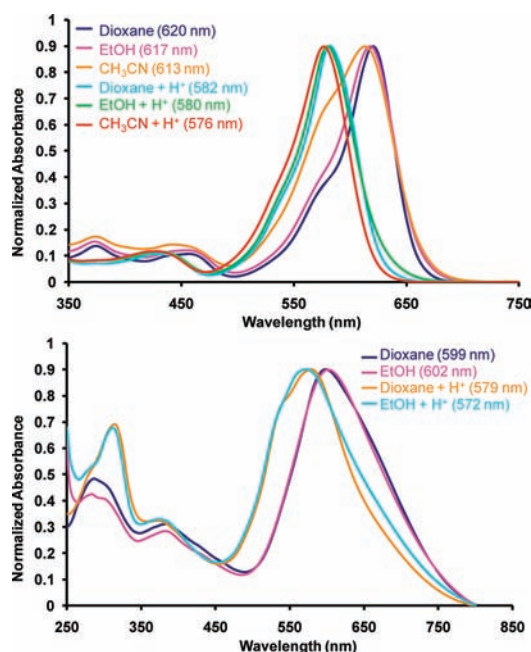 Dioxane (620 nm)
EtOH (617 nm)
CH₃CN (613 nm)
Dioxane + H⁺ (582 nm)
EtOH + H⁺ (580 nm)
CH₃CN + H⁺ (576 nm)
Normalized Absorbance
1
0.9
0.8
0.7
0.6
0.5
0.4
0.3
0.2
0.1
0
350
450
550
650
750
Wavelength (nm)
Dioxane (599 nm)
EtOH (602 nm)
Dioxane + H⁺ (579 nm)
EtOH + H⁺ (572 nm)
Normalized Absorbance
1
0.9
0.8
0.7
0.6
0.5
0.4
0.3
0.2
0.1
0
250
350
450
550
650
750
850
Wavelength (nm)